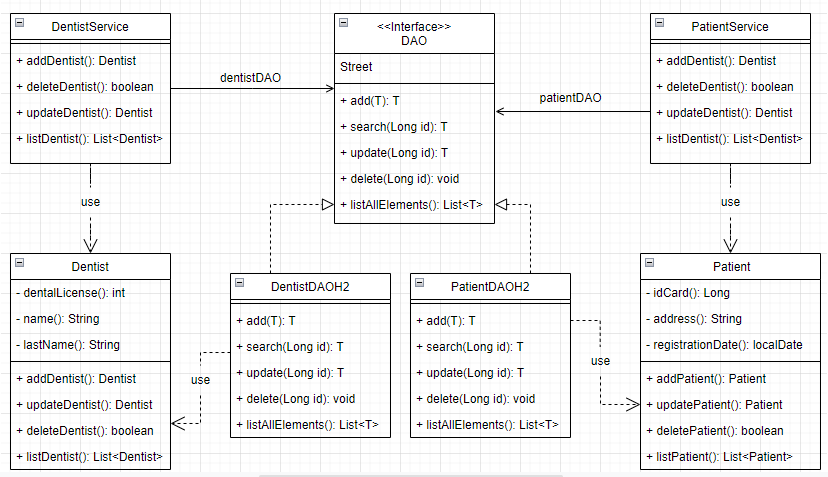 DentistService
+ addDentist(): Dentist
+ deleteDentist(): boolean
+ updateDentist(): Dentist
+ listDentist(): List<Dentist>
dentistDAO
<<Interface>>
DAO
Street
+ add(T): T
+ search(Long id): T
+ update(Long id): T
+ delete(Long id): void
+ listAllElements(): List<T>
patientDAO
PatientService
+ addDentist(): Dentist
+ deleteDentist(): boolean
+ updateDentist(): Dentist
+ listDentist(): List<Dentist>
use
use
Dentist
- dentalLicense(): int
- name(): String
- lastName(): String
+ addDentist(): Dentist
+ updateDentist(): Dentist
+ deleteDentist(): boolean
+ listDentist(): List<Dentist>
use
DentistDAOH2
+ add(T): T
+ search(Long id): T
+ update(Long id): T
+ delete(Long id): void
+ listAllElements(): List<T>
PatientDAOH2
+ add(T): T
+ search(Long id): T
+ update(Long id): T
+ delete(Long id): void
+ listAllElements(): List<T>
use
Patient
- idCard(): Long
- address(): String
- registrationDate(): localDate
+ addPatient(): Patient
+ updatePatient(): Patient
+ deletePatient(): boolean
+ listPatient(): List<Patient>